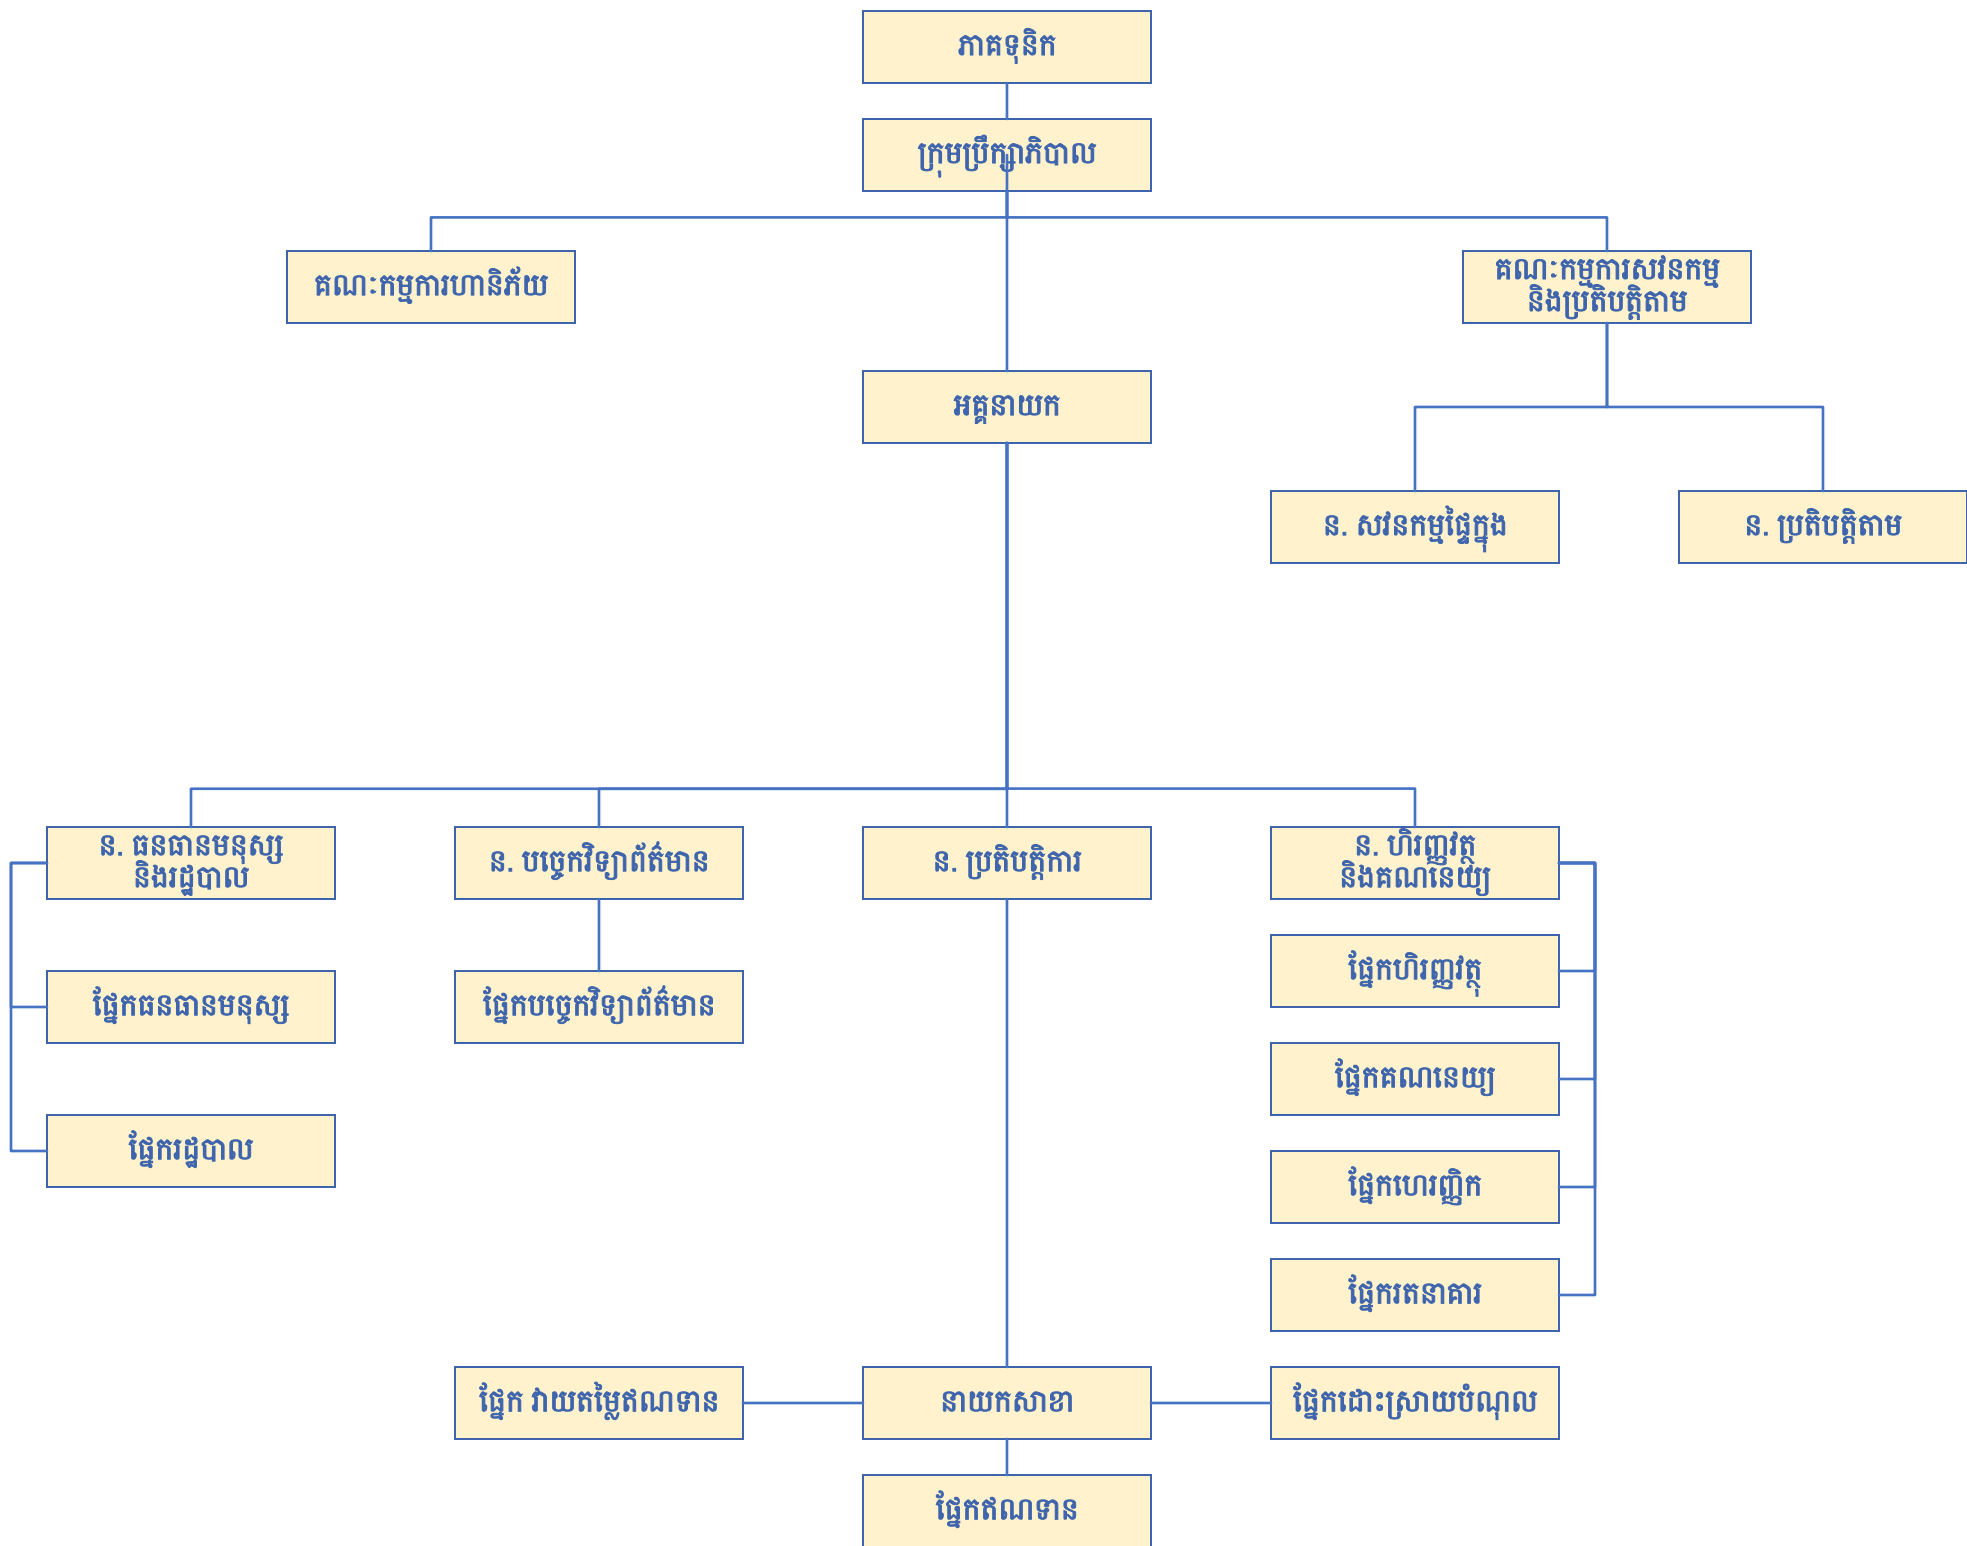 ភាគទុនិក
ក្រុមប្រឹក្សាភិបាល
គណៈកម្មការហានិភ័យ
គណៈកម្មការសវនកម្ម
និងប្រតិបត្តិតាម
អគ្គនាយក
ន. សវនកម្មផ្ទៃក្នុង
ន. ប្រតិបត្តិតាម
ន. ធនធានមនុស្ស
និងរដ្ឋបាល
ន. បច្ចេកវិទ្យាព័ត៌មាន
ន. ប្រតិបត្តិការ
ន. ហិរញ្ញវត្ថុ
និងគណនេយ្យ
ផ្នែកហិរញ្ញវត្ថុ
ផ្នែកធនធានមនុស្ស
ផ្នែកបច្ចេកវិទ្យាព័ត៌មាន
ផ្នែកគណនេយ្យ
ផ្នែករដ្ឋបាល
ផ្នែកហេរញ្ញិក
ផ្នែករតនាគារ
ផ្នែក វាយតម្លៃឥណទាន
នាយកសាខា
ផ្នែកដោះស្រាយបំណុល
ផ្នែកឥណទាន